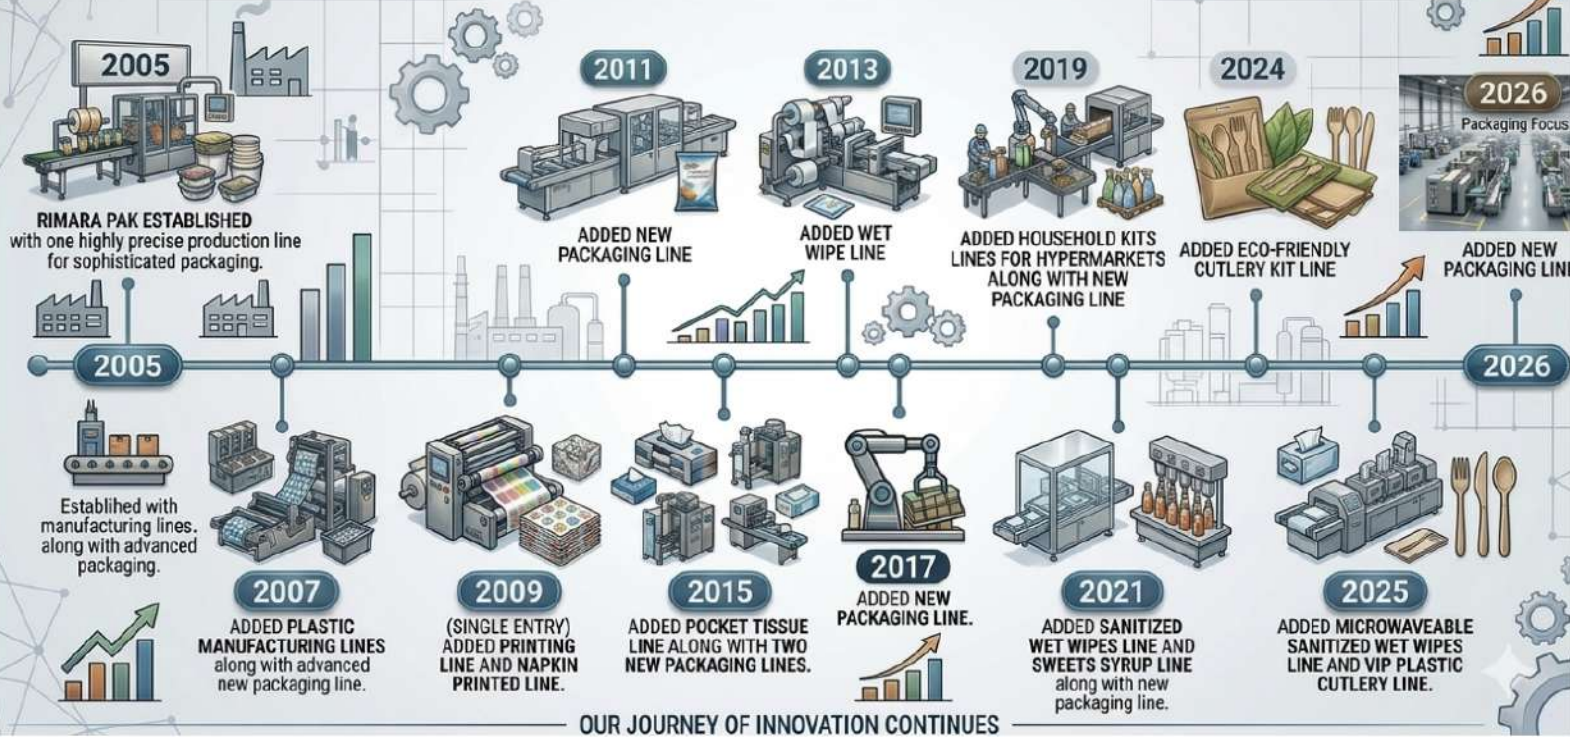 2005
RIMARA PAK ESTABLISHED
with one highly precise production line
for sophisticated packaging.
2011
ADDED NEW
PACKAGING LINE
2013
ADDED WET
WIPE LINE
2019
ADDED HOUSEHOLD KITS
LINES FOR HYPERMARKETS
ALONG WITH NEW
PACKAGING LINE
2024
ADDED ECO-FRIENDLY
CUTLERY KIT LINE
2026
Packaging Focus
ADDED NEW
PACKAGING LINE
2005
2026
Establihed with
manufacturing lines.
along with advanced
packaging.
2007
ADDED PLASTIC
MANUFACTURING LINES
along with advanced
new packaging line.
2009
(SINGLE ENTRY)
ADDED PRINTING
LINE AND NAPKIN
PRINTED LINE.
2015
ADDED POCKET TISSUE
LINE ALONG WITH TWO
NEW PACKAGING LINES.
2017
ADDED NEW
PACKAGING LINE.
2021
ADDED SANITIZED
WET WIPES LINE AND
SWEETS SYRUP LINE
along with new
packaging line.
2025
ADDED MICROWAVEABLE
SANITIZED WET WIPES
LINE AND VIP PLASTIC
CUTLERY LINE.
OUR JOURNEY OF INNOVATION CONTINUES